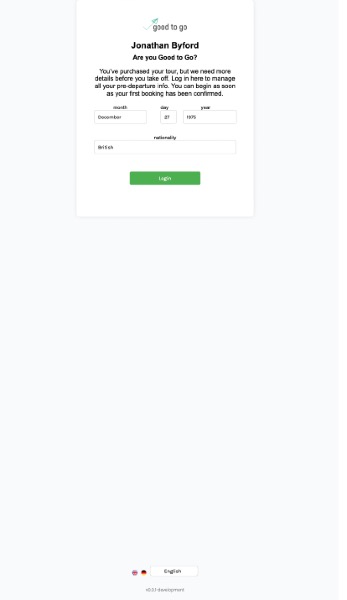 good to go
Jonathan Byford
Are you Good to Go?
You've purchased your tour, but we need more
details before you take off. Log in here to manage
all your pre-departure info. You can begin as soon
as your first booking has been confirmed.
month day year
December 27 1975
nationality
British
Login
English
v0.0.1-development